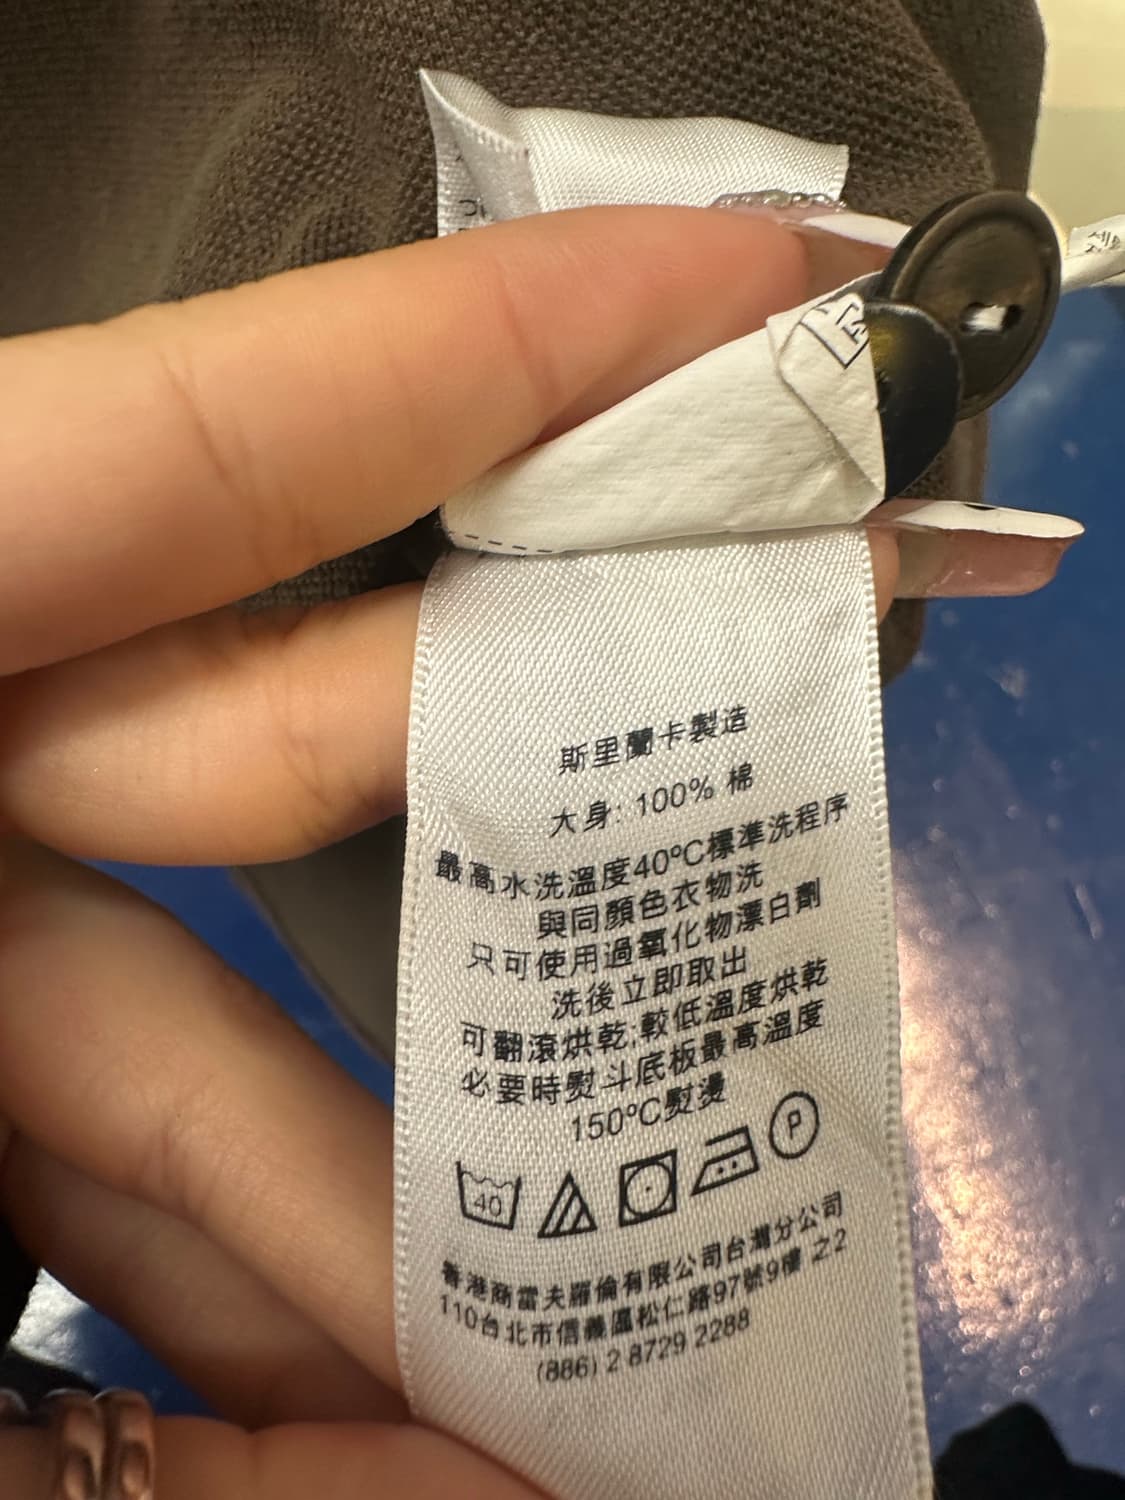 斯里蘭卡製造
大身: 100% 棉
最高水洗溫度40ºC標準洗程序
與同顏色衣物洗
只可使用過氧化物漂白劑
洗後立即取出
可翻滾烘乾;較低溫度烘乾
必要時熨斗底板最高溫度
150ºC熨燙
40
P
香港商雷夫羅倫有限公司台灣分公司
110台北市信義區松仁路97號9樓 之2
(886) 2 8729 2288